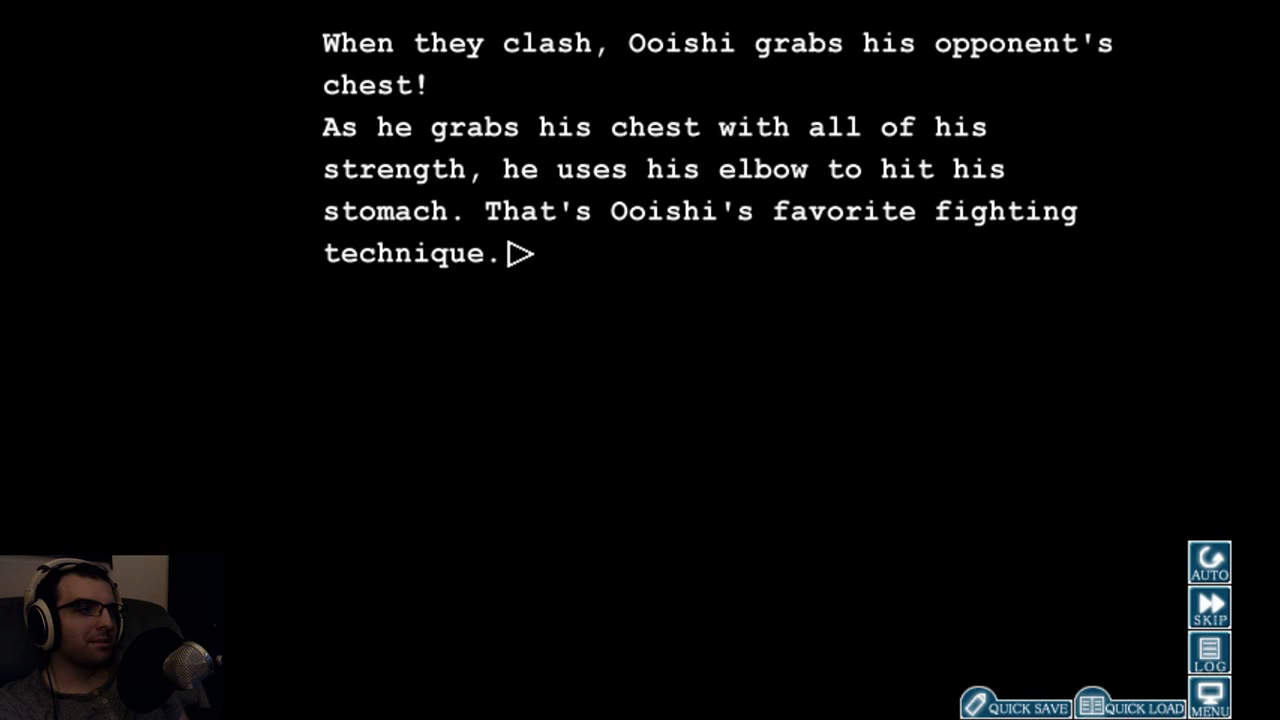 When they clash, Ooishi grabs his opponent's
chest!
As he grabs his chest with all of his
strength, he uses his elbow to hit his
stomach. That's Ooishi's favorite fighting
technique.
AUTO
SKIP
LOG
MENU
QUICK SAVE
QUICK LOAD